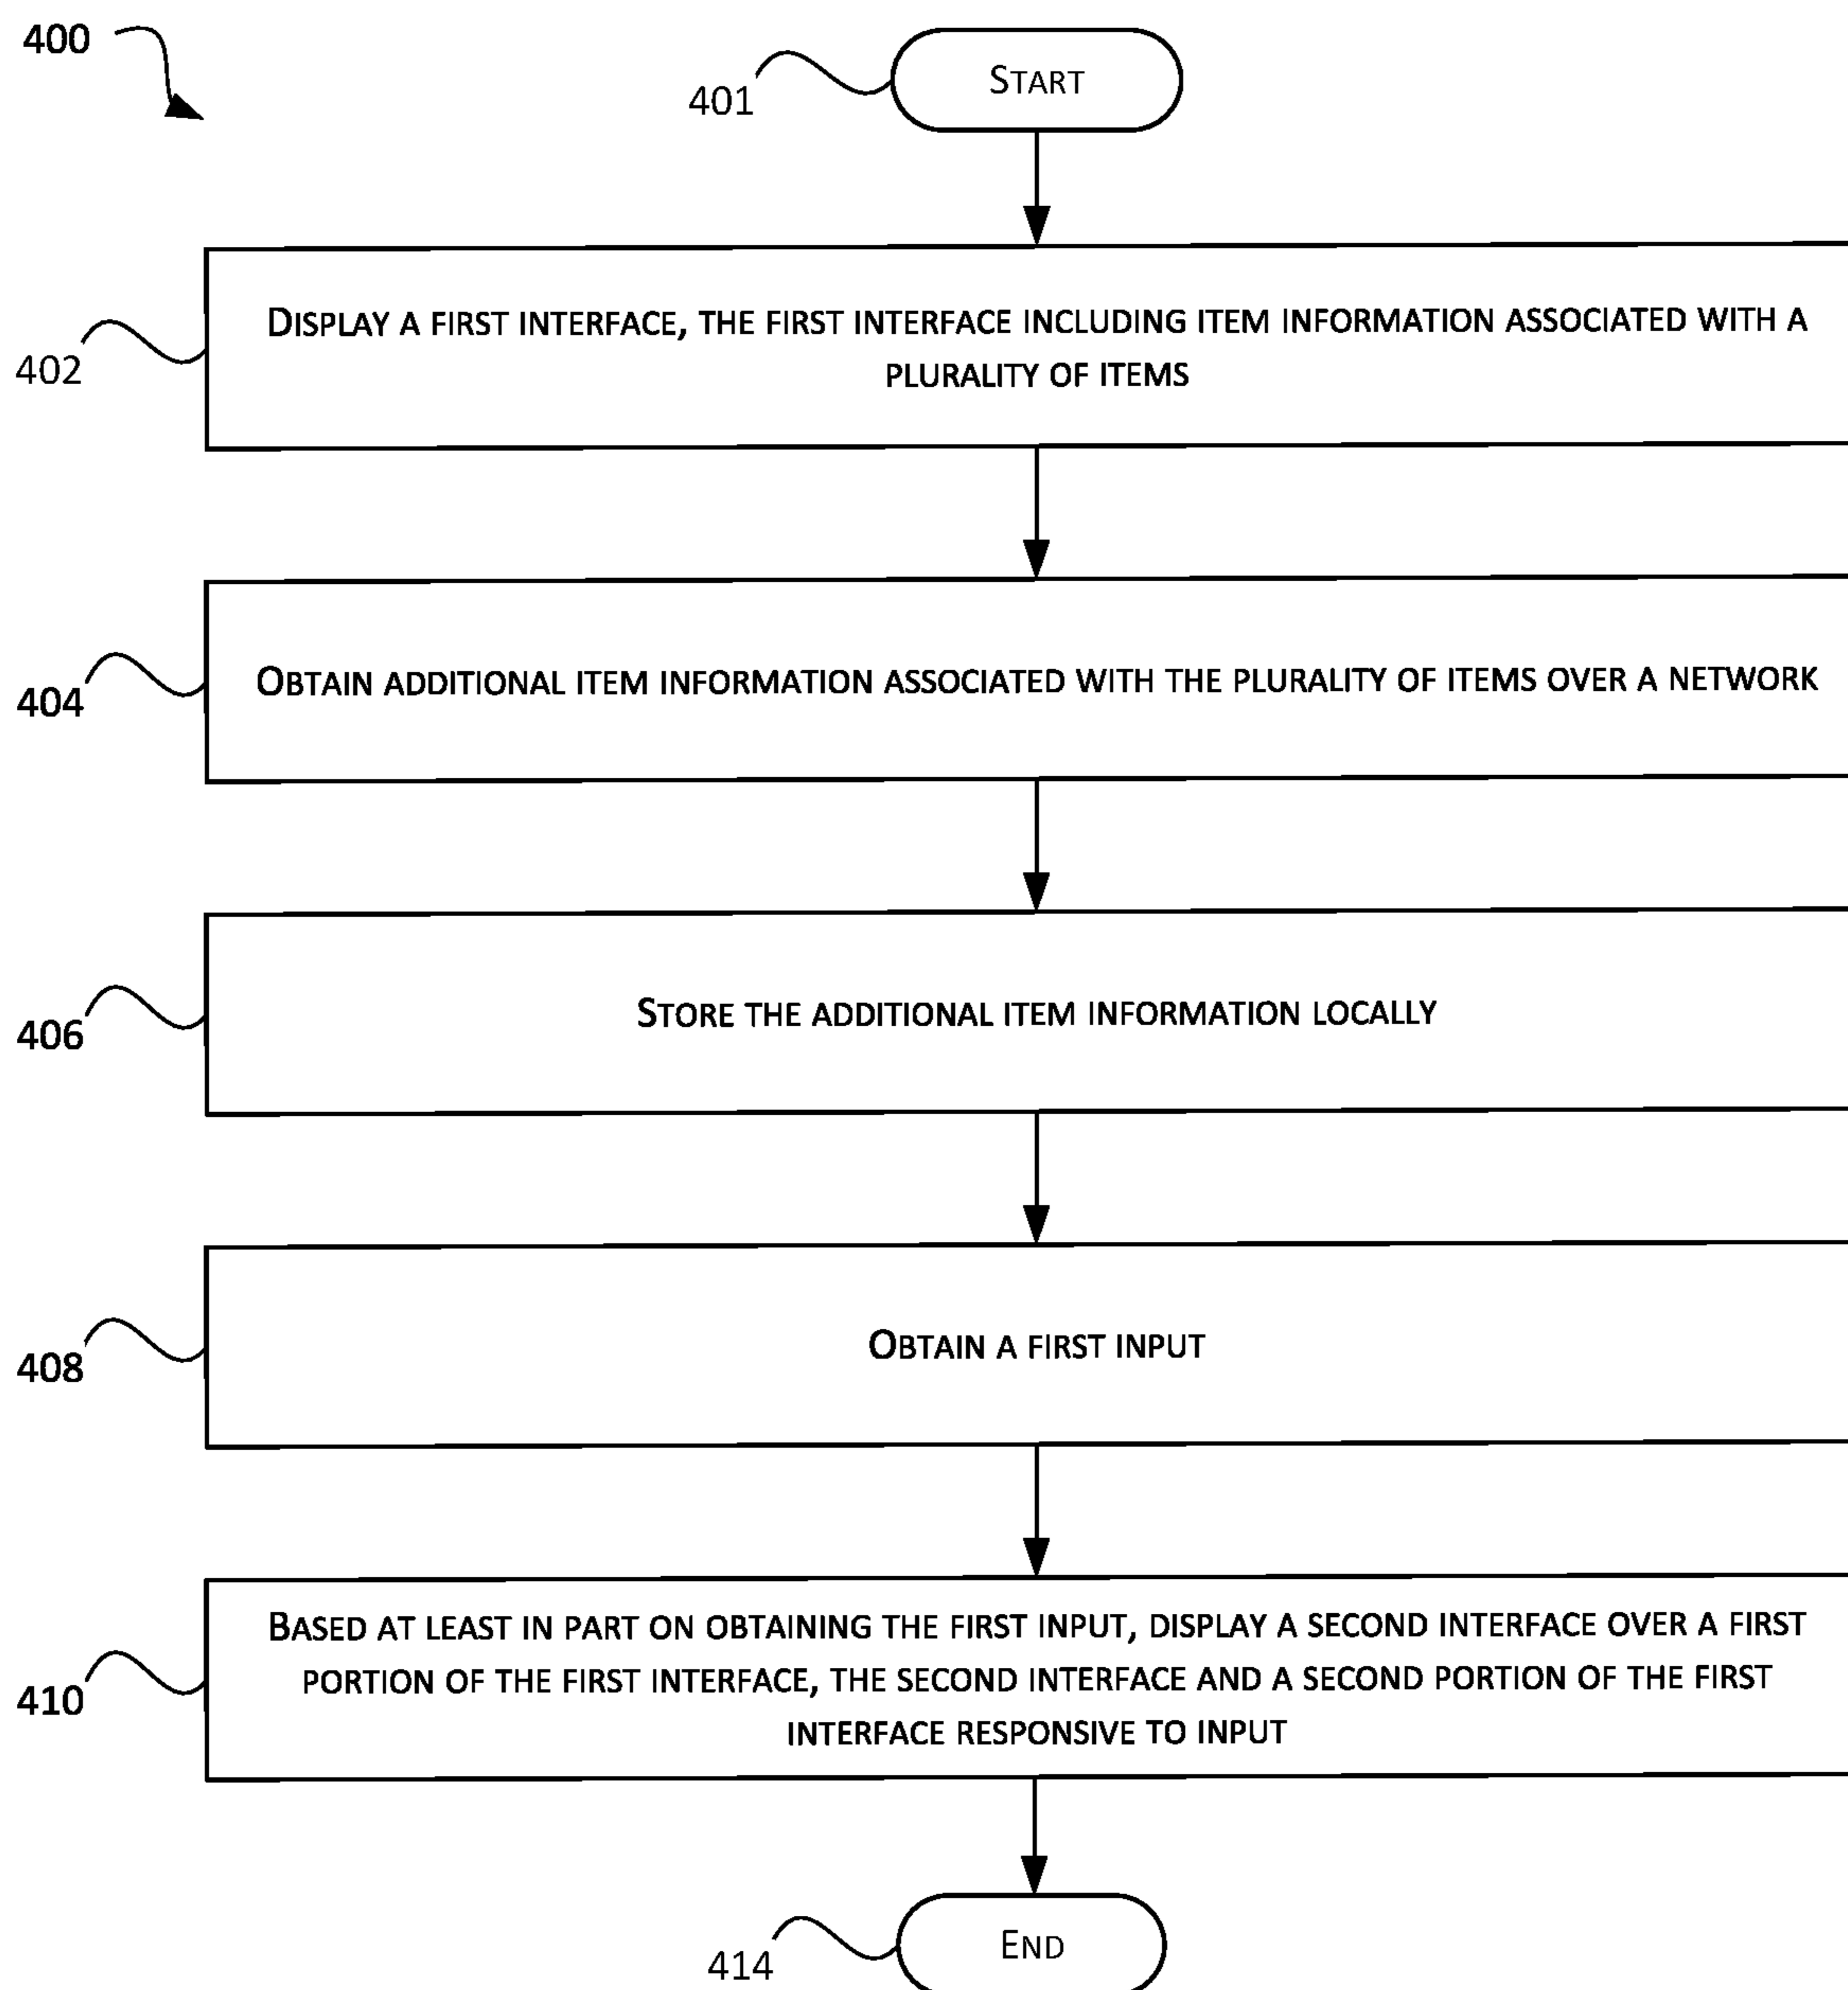 400
401
START
402
DISPLAY A FIRST INTERFACE, THE FIRST INTERFACE INCLUDING ITEM INFORMATION ASSOCIATED WITH A
PLURALITY OF ITEMS
404
OBTAIN ADDITIONAL ITEM INFORMATION ASSOCIATED WITH THE PLURALITY OF ITEMS OVER A NETWORK
406
STORE THE ADDITIONAL ITEM INFORMATION LOCALLY
408
OBTAIN A FIRST INPUT
410
BASED AT LEAST IN PART ON OBTAINING THE FIRST INPUT, DISPLAY A SECOND INTERFACE OVER A FIRST
PORTION OF THE FIRST INTERFACE, THE SECOND INTERFACE AND A SECOND PORTION OF THE FIRST
INTERFACE RESPONSIVE TO INPUT
414
END